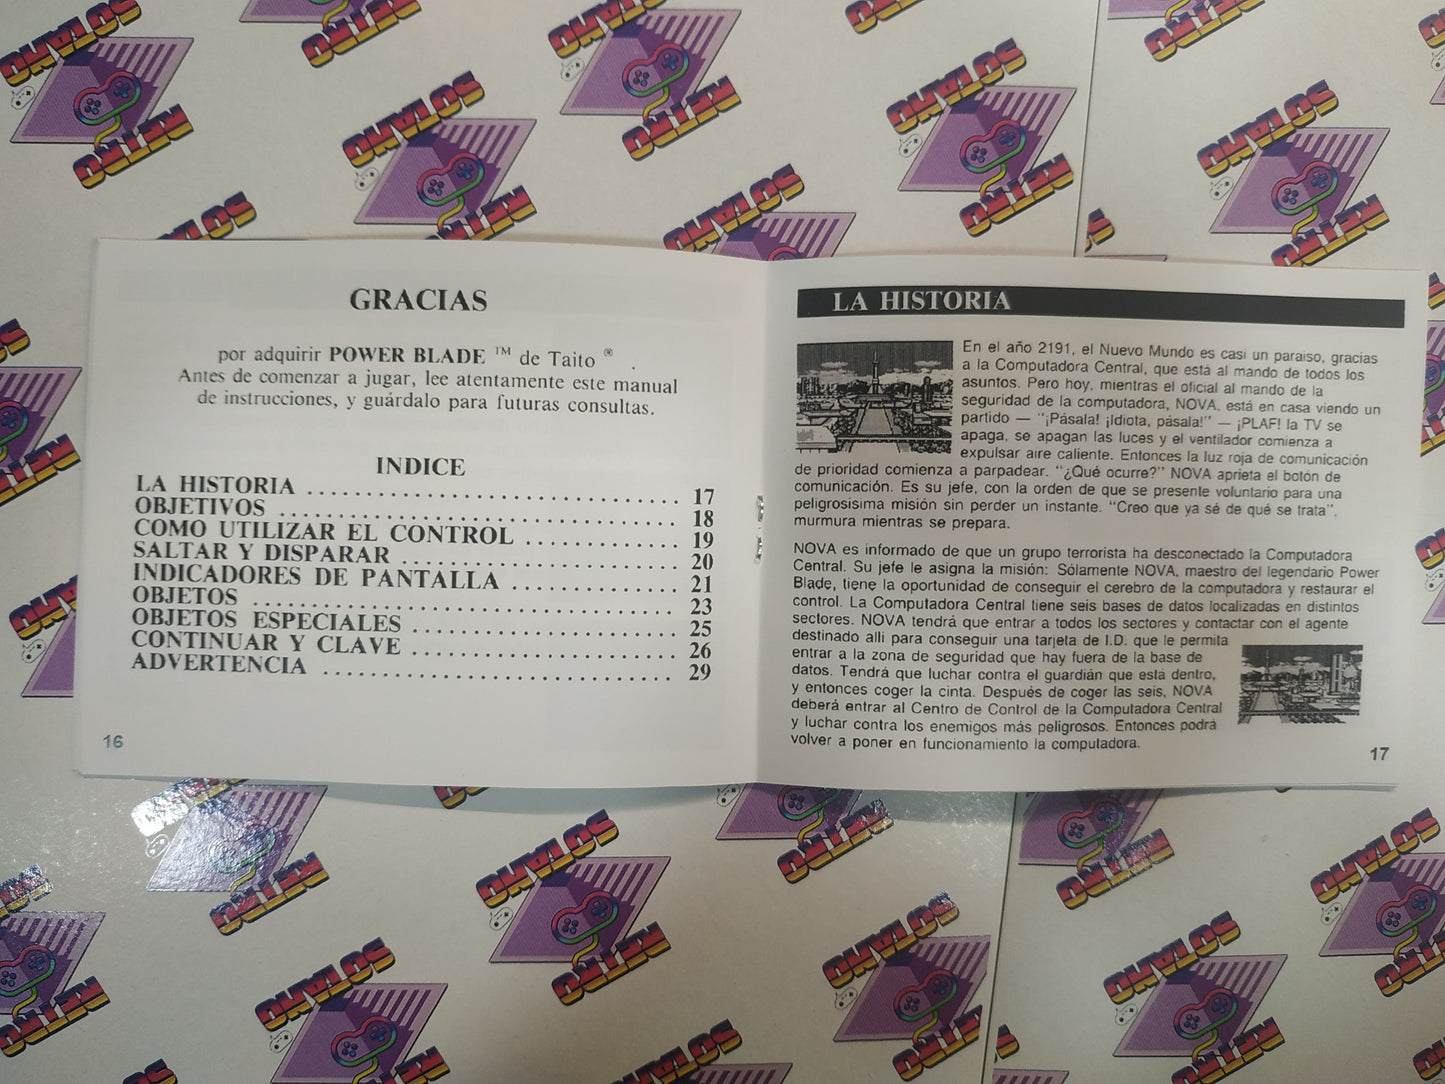 GRACIAS
por adquirir POWER BLADE ™ de Taito ® .
Antes de comenzar a jugar, lee atentamente este manual
de instrucciones, y guárdalo para futuras consultas.
INDICE
LA HISTORIA ................................ 17
OBJETIVOS ................................ 18
COMO UTILIZAR EL CONTROL ............ 19
SALTAR Y DISPARAR ........................ 20
INDICADORES DE PANTALLA .............. 21
OBJETOS .................................... 23
OBJETOS ESPECIALES ...................... 25
CONTINUAR Y CLAVE ...................... 26
ADVERTENCIA .............................. 29
16
LA HISTORIA
En el año 2191, el Nuevo Mundo es casi un paraiso, gracias
a la Computadora Central, que está al mando de todos los
asuntos. Pero hoy, mientras el oficial al mando de la
seguridad de la computadora, NOVA, está en casa viendo un
partido — “¡Pásala! ¡Idiota, pásala!” — ¡PLAF! la TV se
apaga, se apagan las luces y el ventilador comienza a
expulsar aire caliente. Entonces la luz roja de comunicación
de prioridad comienza a parpadear. “¿Qué ocurre?” NOVA aprieta el botón de
comunicación. Es su jefe, con la orden de que se presente voluntario para una
peligrosisima misión sin perder un instante. “Creo que ya sé de qué se trata”,
murmura mientras se prepara.
NOVA es informado de que un grupo terrorista ha desconectado la Computadora
Central. Su jefe le asigna la misión: Sólamente NOVA, maestro del legendario Power
Blade, tiene la oportunidad de conseguir el cerebro de la computadora y restaurar el
control. La Computadora Central tiene seis bases de datos localizadas en distintos
sectores. NOVA tendrá que entrar a todos los sectores y contactar con el agente
destinado alli para conseguir una tarjeta de I.D. que le permita
entrar a la zona de seguridad que hay fuera de la base de
datos. Tendrá que luchar contra el guardián que esta dentro,
y entonces coger la cinta. Después de coger las seis, NOVA
deberá entrar al Centro de Control de la Computadora Central
y luchar contra los enemigos más peligrosos. Entonces podrá
volver a poner en funcionamiento la computadora.
17